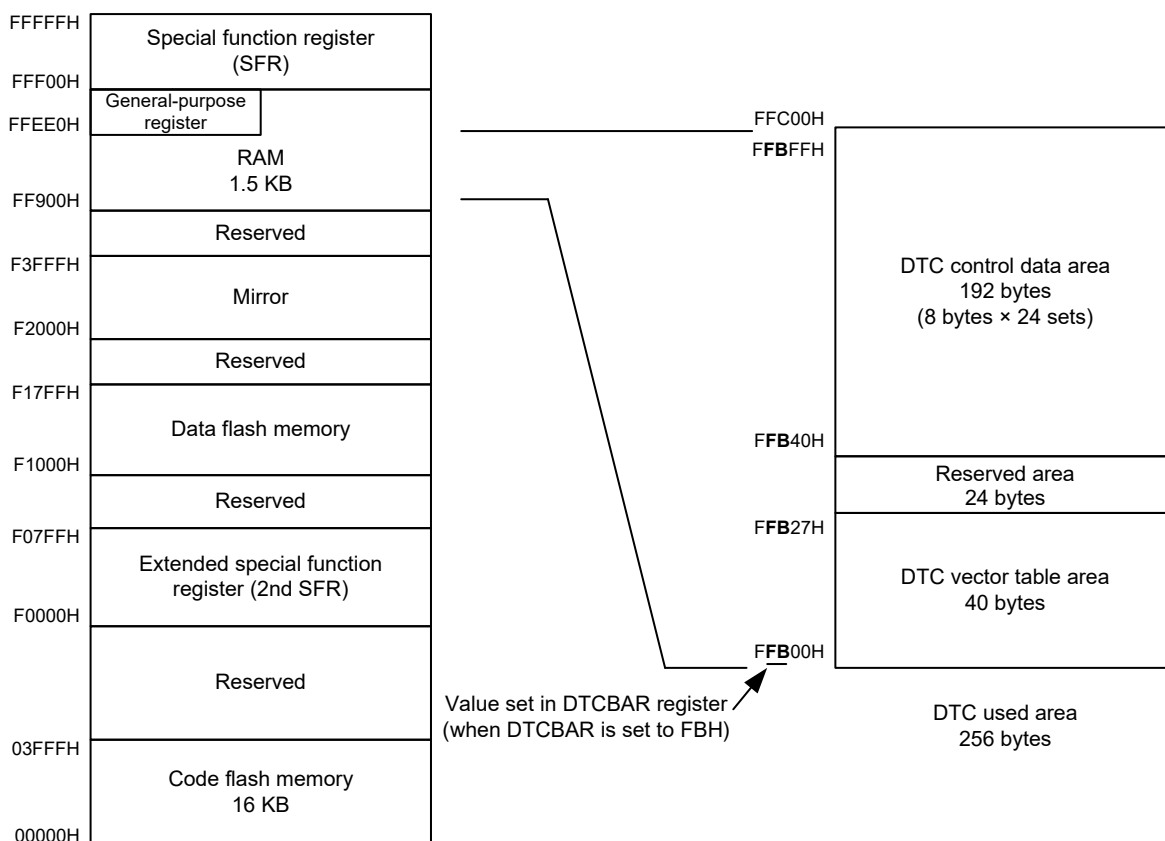 FFFFFH
Special function register
(SFR)
FFF00H
General-purpose
register
FFEE0H
RAM
1.5 KB
FF900H
Reserved
F3FFFH
Mirror
F2000H
Reserved
F17FFH
Data flash memory
F1000H
Reserved
F07FFH
Extended special function
register (2nd SFR)
F0000H
Reserved
03FFFH
Code flash memory
16 KB
00000H
FFC00H
FFBFFH
DTC control data area
192 bytes
(8 bytes × 24 sets)
FFB40H
Reserved area
24 bytes
FFB27H
DTC vector table area
40 bytes
FFB00H
Value set in DTCBAR register
(when DTCBAR is set to FBH)
DTC used area
256 bytes